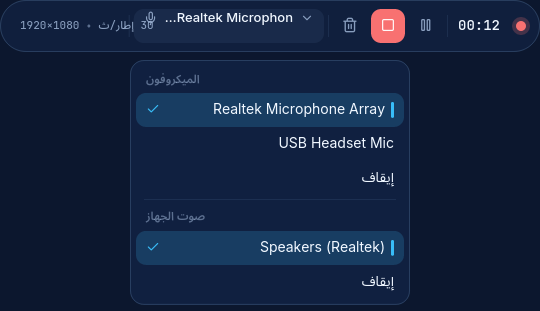 00:12
Realtek Microphon...
1920×1080 • 30 إطار/ث
الميكروفون
Realtek Microphone Array
USB Headset Mic
إيقاف
صوت الجهاز
Speakers (Realtek)
إيقاف